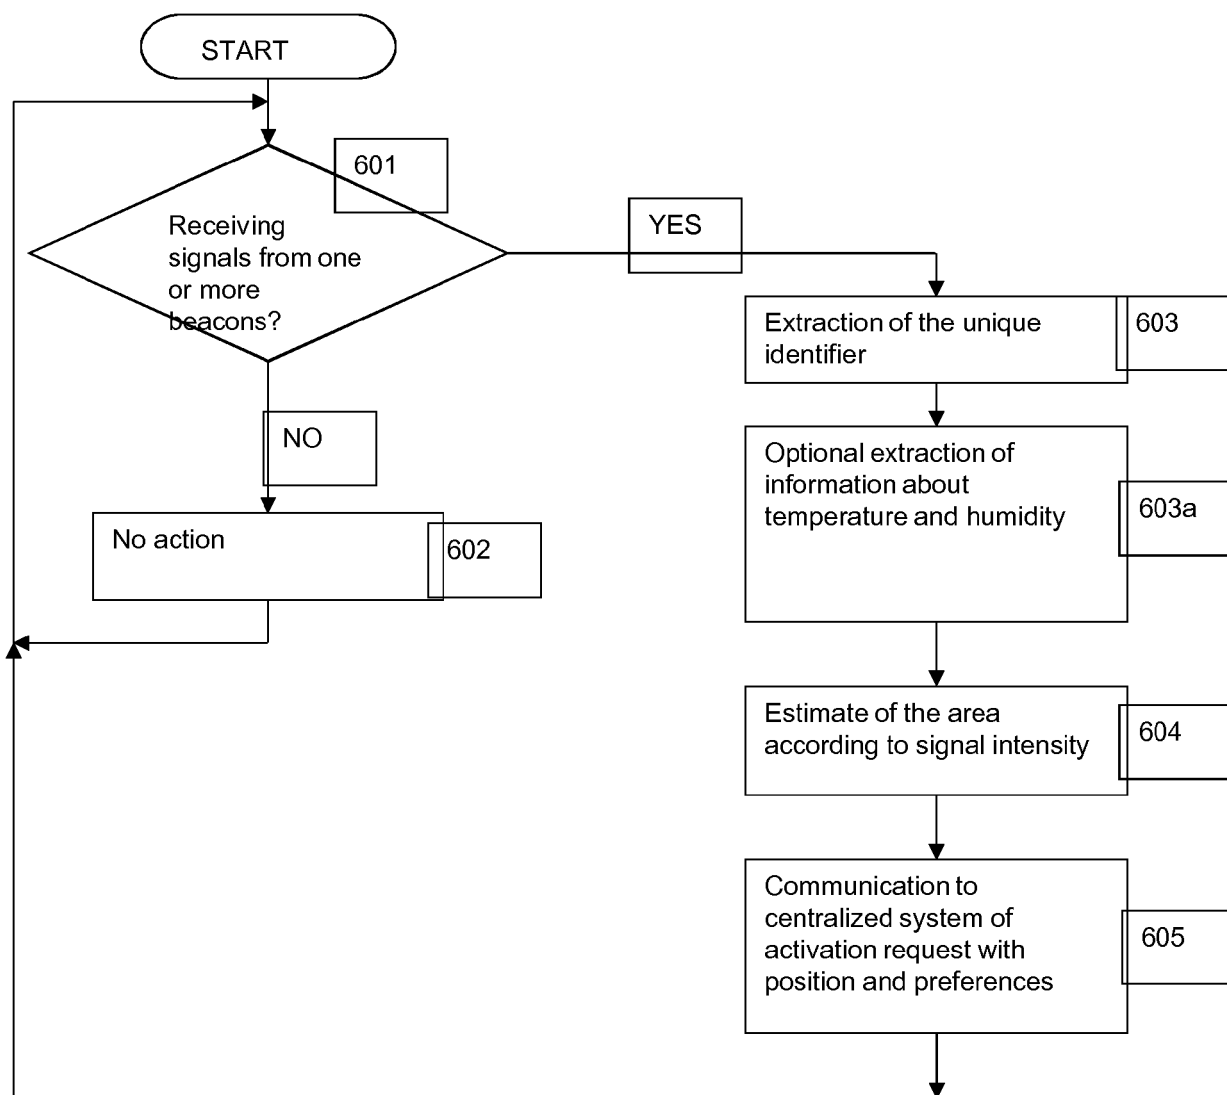 START
601
Receiving
signals from one
or more
beacons?
YES
NO
No action
602
Extraction of the unique
identifier
603
Optional extraction of
information about
temperature and humidity
603a
Estimate of the area
according to signal intensity
604
Communication to
centralized system of
activation request with
position and preferences
605